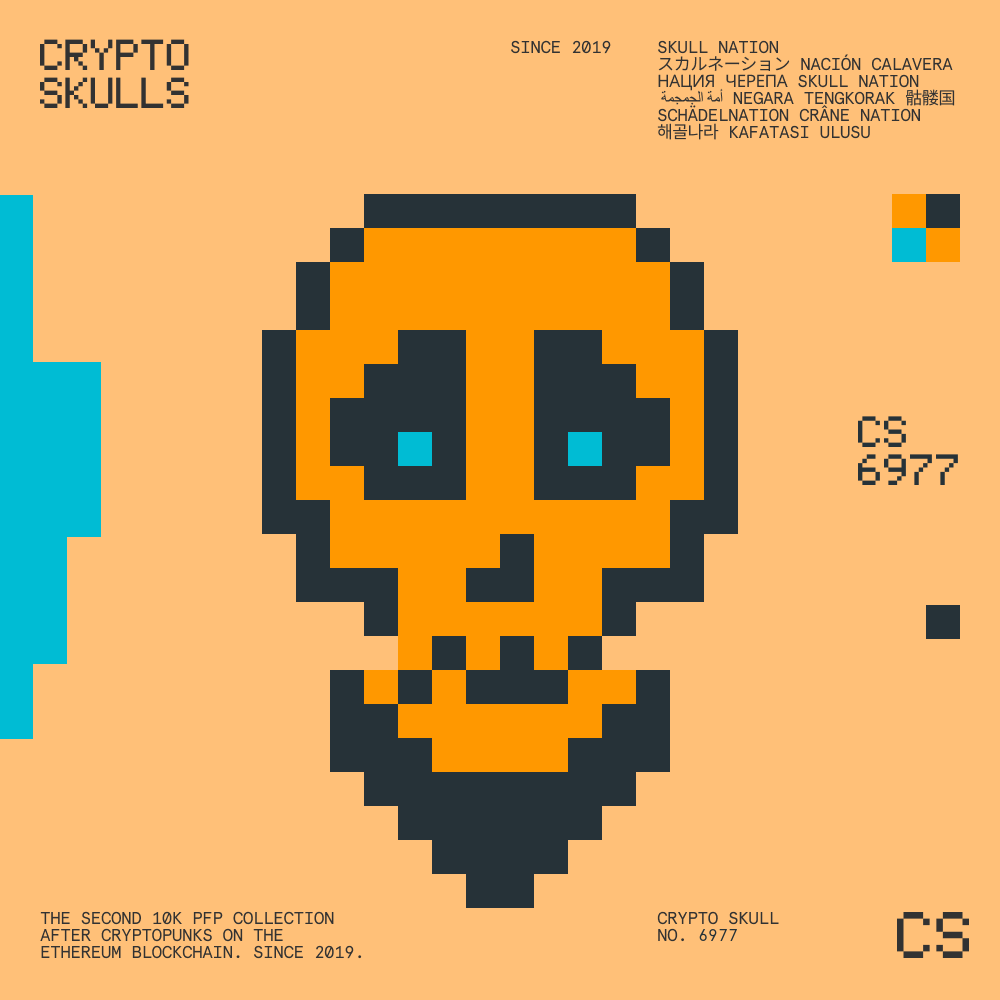 CRYPTO
SKULLS
SINCE 2019
SKULL NATION
スカルネーション NACIÓN CALAVERA
НАЦИЯ ЧЕРЕПА SKULL NATION
أمة الجمجمة NEGARA TENGKORAK 骷髅国
SCHÄDELNATION CRÂNE NATION
해골나라 KAFATASI ULUSU
CS
6977
THE SECOND 10K PFP COLLECTION
AFTER CRYPTOPUNKS ON THE
ETHEREUM BLOCKCHAIN. SINCE 2019.
CRYPTO SKULL
NO. 6977
CS